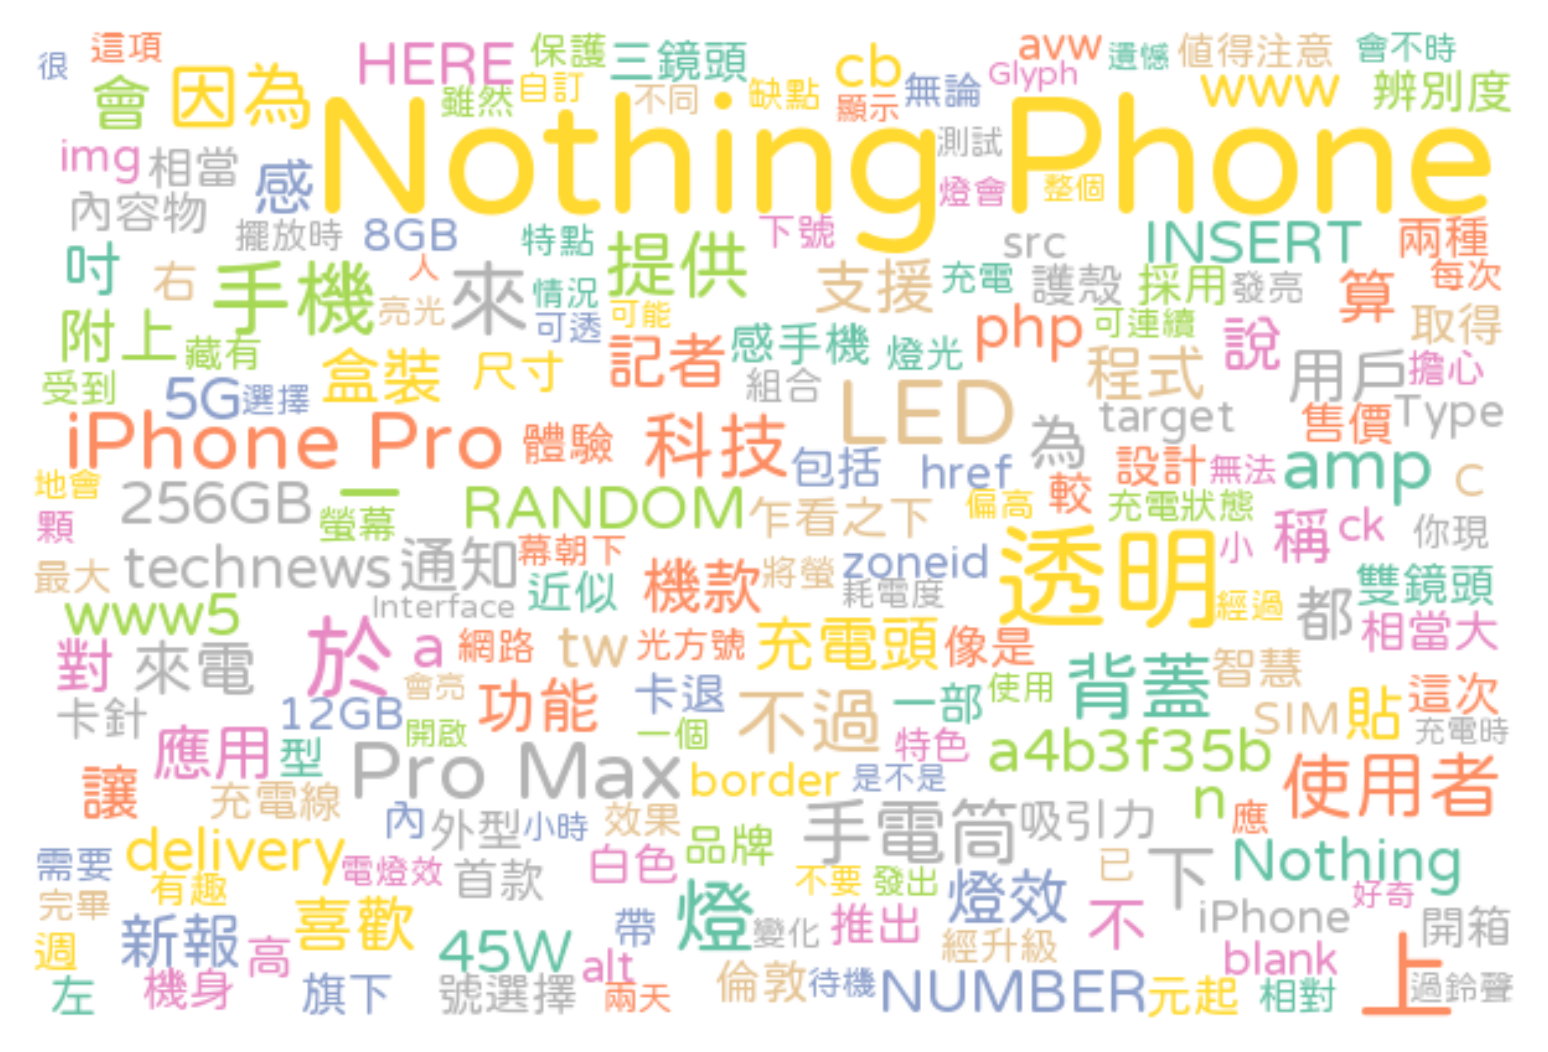 很 這項 HERE 保護 三鏡頭 cb avw 遺憾 值得注意 會不時
會 因為 雖然 自訂 不同 缺點 顯示 無論 Glyph www 辨別度
Nothing Phone
img 相當 感 測試 燈會 整個
內容物 擺放時 8GB 特點 下號 src INSERT 兩種
吋 右 手機 人 來 情況 提供 支援 充電 護殼 採用 發亮 算 每次
亮光 可透 可能
附上 藏有 記者 感手機 燈光 php 可連續 說 取得
受到 5G 選擇 盒裝 尺寸 組合 LED 程式 用戶 擔心
iPhone Pro 體驗 科技 為 target 售價 Type
包括 href 設計 無法 amp C
地會 256GB 一 RANDOM 乍看之下 偏高 較 充電狀態
顆 螢幕 透明 小 稱 ck 你現
technews 通知 幕朝下 機款 將螢 zoneid
最大 Interface 近似 耗電度 雙鏡頭
www5 經過 都 相當大
對 來電 於 a 網路 tw 光方號 充電頭 像是 智慧
會亮 功能 卡退 不過 一部 使用 背蓋 這次
卡針 12GB 開啟 一個 特色 SIM 貼 充電時
應用 型 Pro Max border 是不是 a4b3f35b 使用者
讓 充電線 n 應
內 外型 小時 效果 品牌 手電筒 吸引力
delivery 需要 電燈效 首款 白色 已 下 Nothing
有趣 不要 發出 燈效 好奇
完畢 新報 喜歡 帶 燈 變化 推出 不 iPhone 開箱
週 高 45W 經升級 blank 上
左 機身 旗下 號選擇 alt 兩天 倫敦 待機 NUMBER 元起 相對 過鈴聲